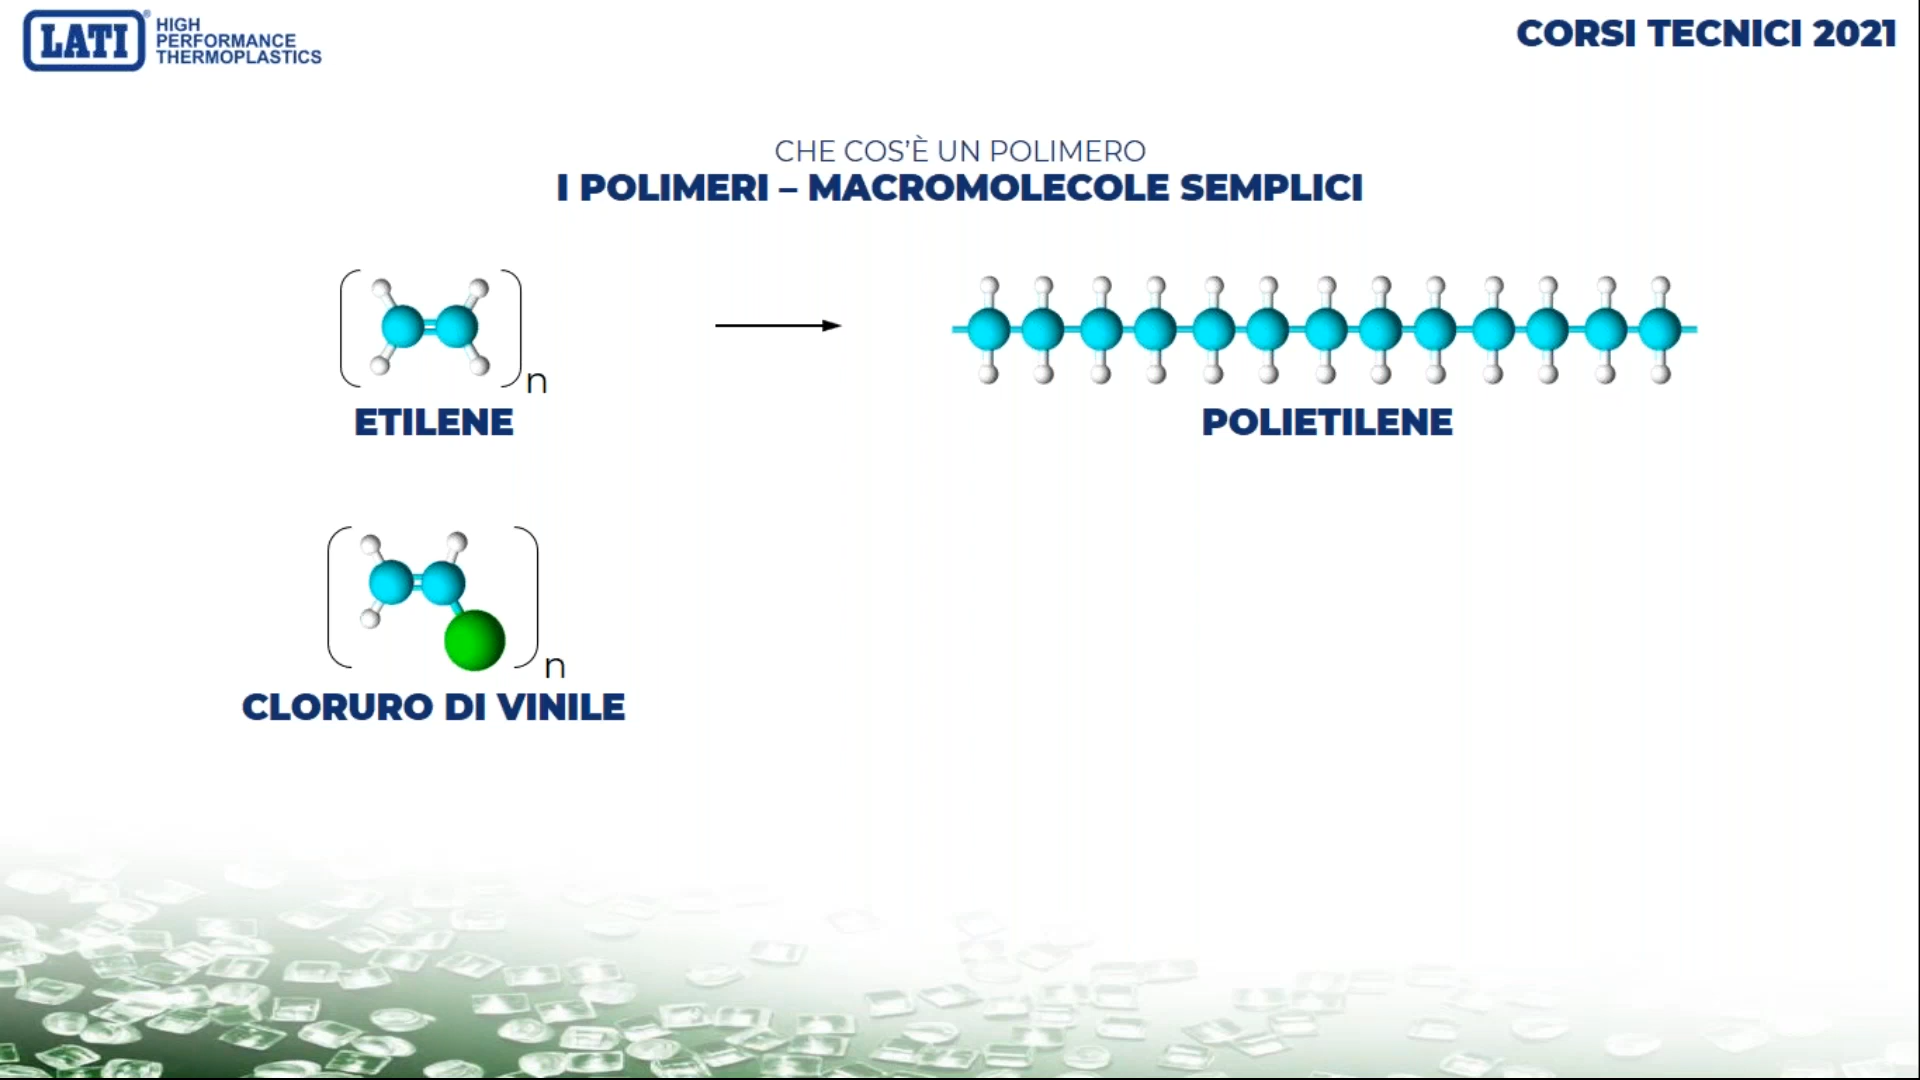 LATI®
HIGH
PERFORMANCE
THERMOPLASTICS
CORSI TECNICI 2021
CHE COS'È UN POLIMERO
I POLIMERI – MACROMOLECOLE SEMPLICI
n
ETILENE
POLIETILENE
n
CLORURO DI VINILE